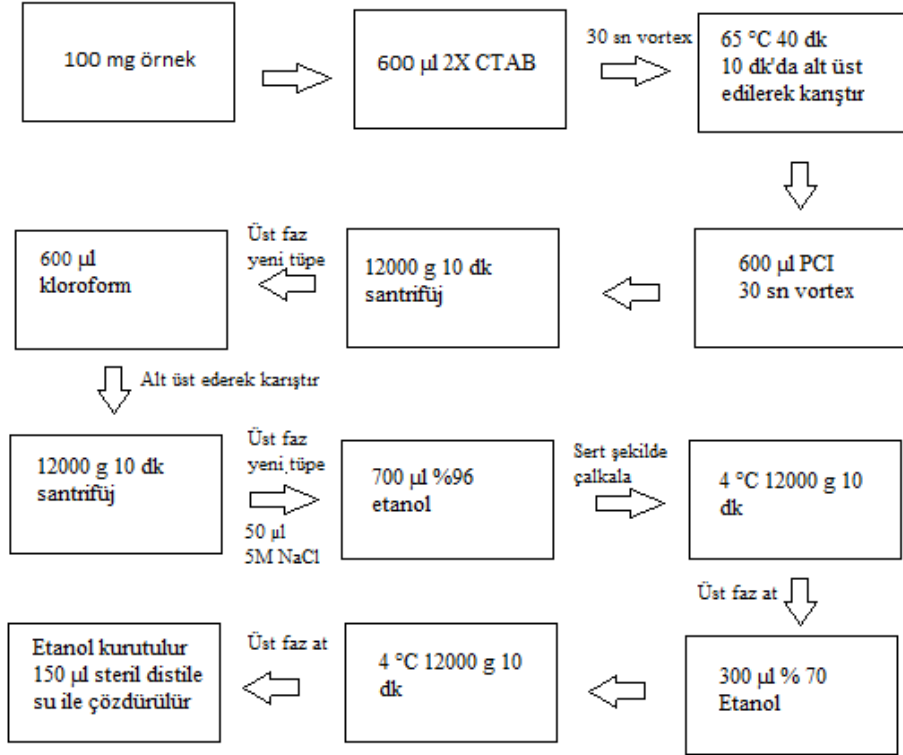 100 mg örnek
600 µl 2X CTAB
30 sn vortex
65 °C 40 dk
10 dk'da alt üst
edilerek karıştır
600 µl PCI
30 sn vortex
12000 g 10 dk
santrifüj
Üst faz
yeni tüpe
600 µl
kloroform
Alt üst ederek karıştır
12000 g 10 dk
santrifüj
Üst faz
yeni tüpe
50 µl
5M NaCl
700 µl %96
etanol
Sert şekilde
çalkala
4 °C 12000 g 10
dk
Üst faz at
300 µl % 70
Etanol
4 °C 12000 g 10
dk
Üst faz at
Etanol kurutulur
150 µl steril distile
su ile çözdürülür